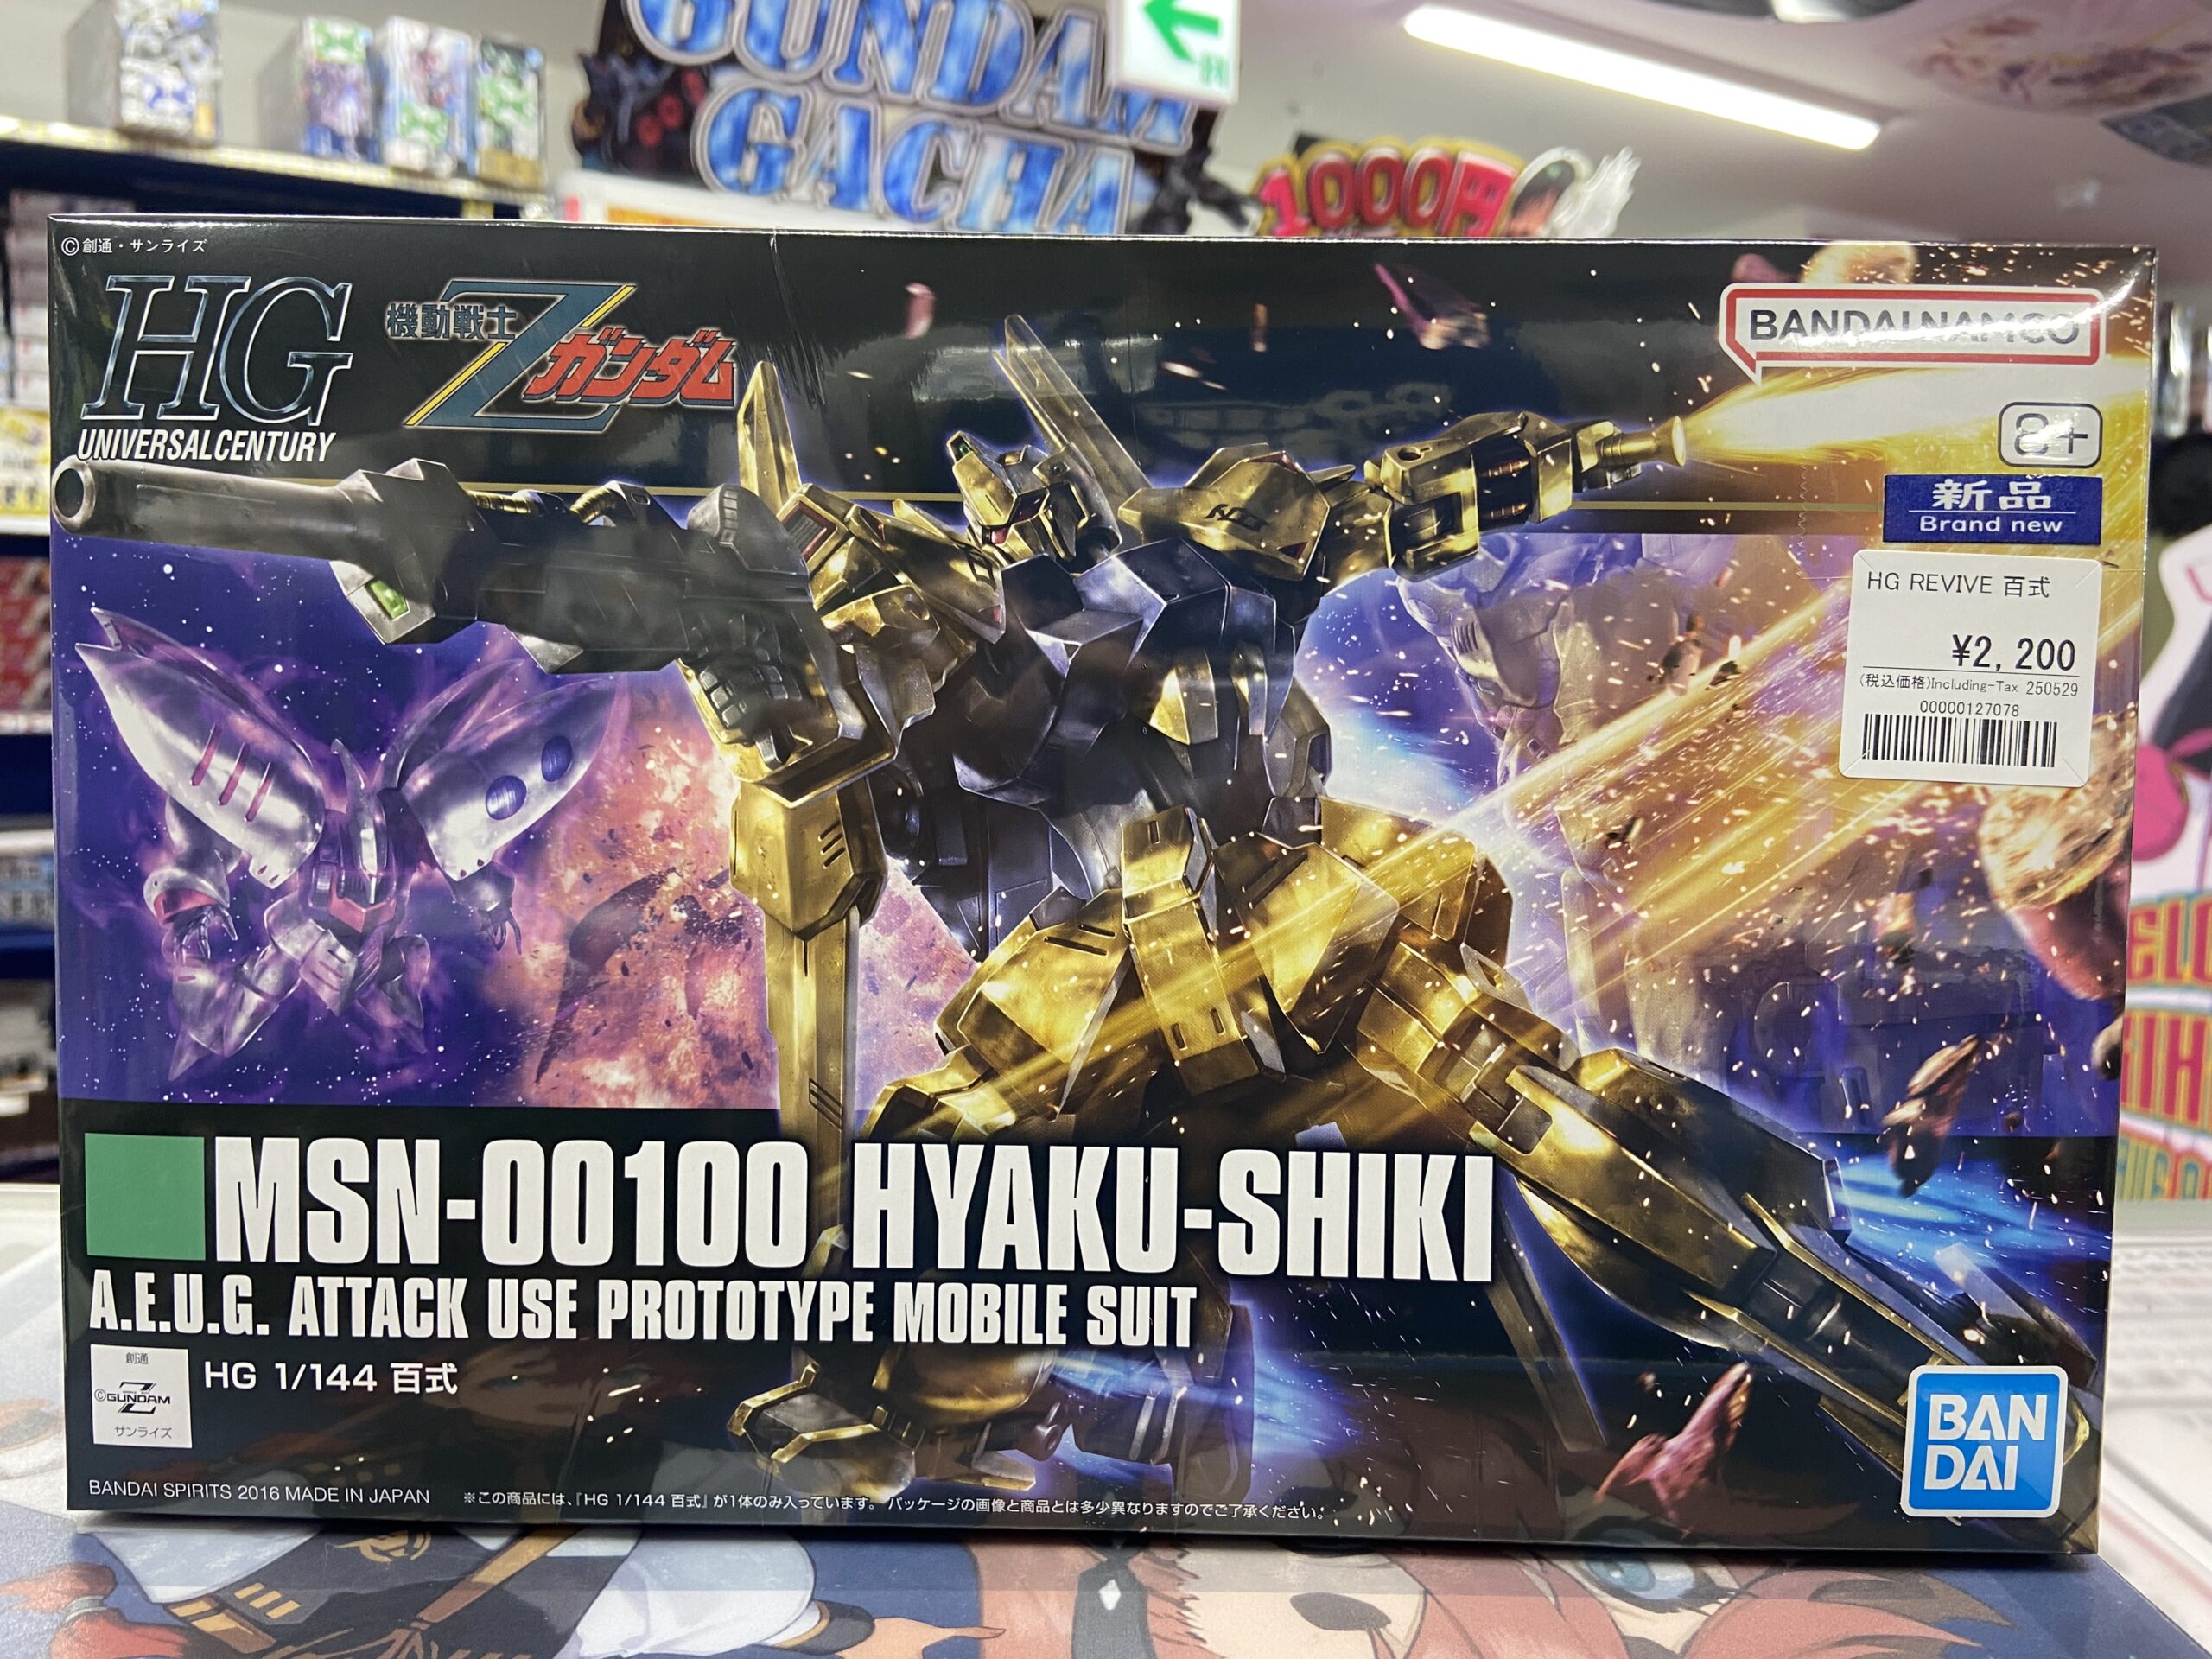 GUNDAM
GACHA
1000円
©創通・サンライズ
HG
UNIVERSAL CENTURY
機動戦士
Z
ガンダム
BANDAI NAMCO
8+
新品
Brand new
HG REVIVE 百式
¥2,200
(税込価格)Including-Tax 250529
00000127078
MSN-00100 HYAKU-SHIKI
A.E.U.G. ATTACK USE PROTOTYPE MOBILE SUIT
創通
©GUNDAM
Z
サンライズ
HG 1/144 百式
BAN
DAI
BANDAI SPIRITS 2016 MADE IN JAPAN
※この商品には、『HG 1/144 百式』が1体のみ入っています。 パッケージの画像と商品とは多少異なりますのでご了承ください。